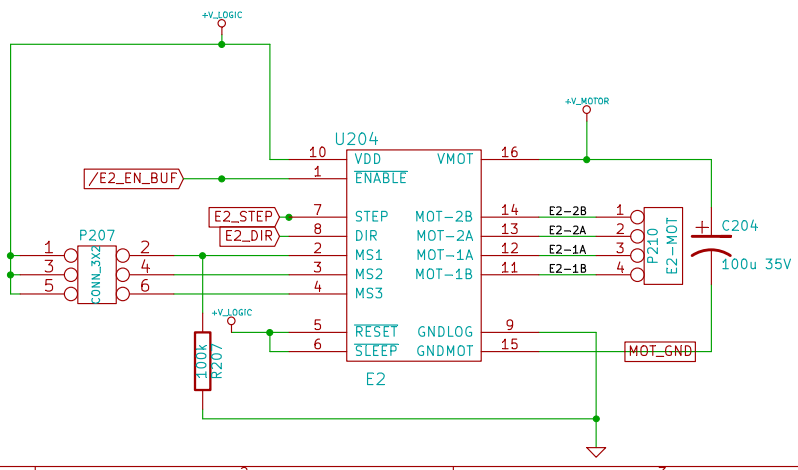 +V_LOGIC
+V_MOTOR
U204
10 VDD VMOT 16
/E2_EN_BUF 1 ENABLE
E2_STEP 7 STEP MOT-2B 14 E2-2B 1
E2_DIR 8 DIR MOT-2A 13 E2-2A 2
P207
1 2 2 MS1 MOT-1A 12 E2-1A 3
3 4 3 MS2 MOT-1B 11 E2-1B 4
5 6 4 MS3
CONN_3X2
P210
E2-MOT
C204
100u 35V
+V_LOGIC
5 RESET GNDLOG 9
6 SLEEP GNDMOT 15 MOT_GND
100k
R207
E2